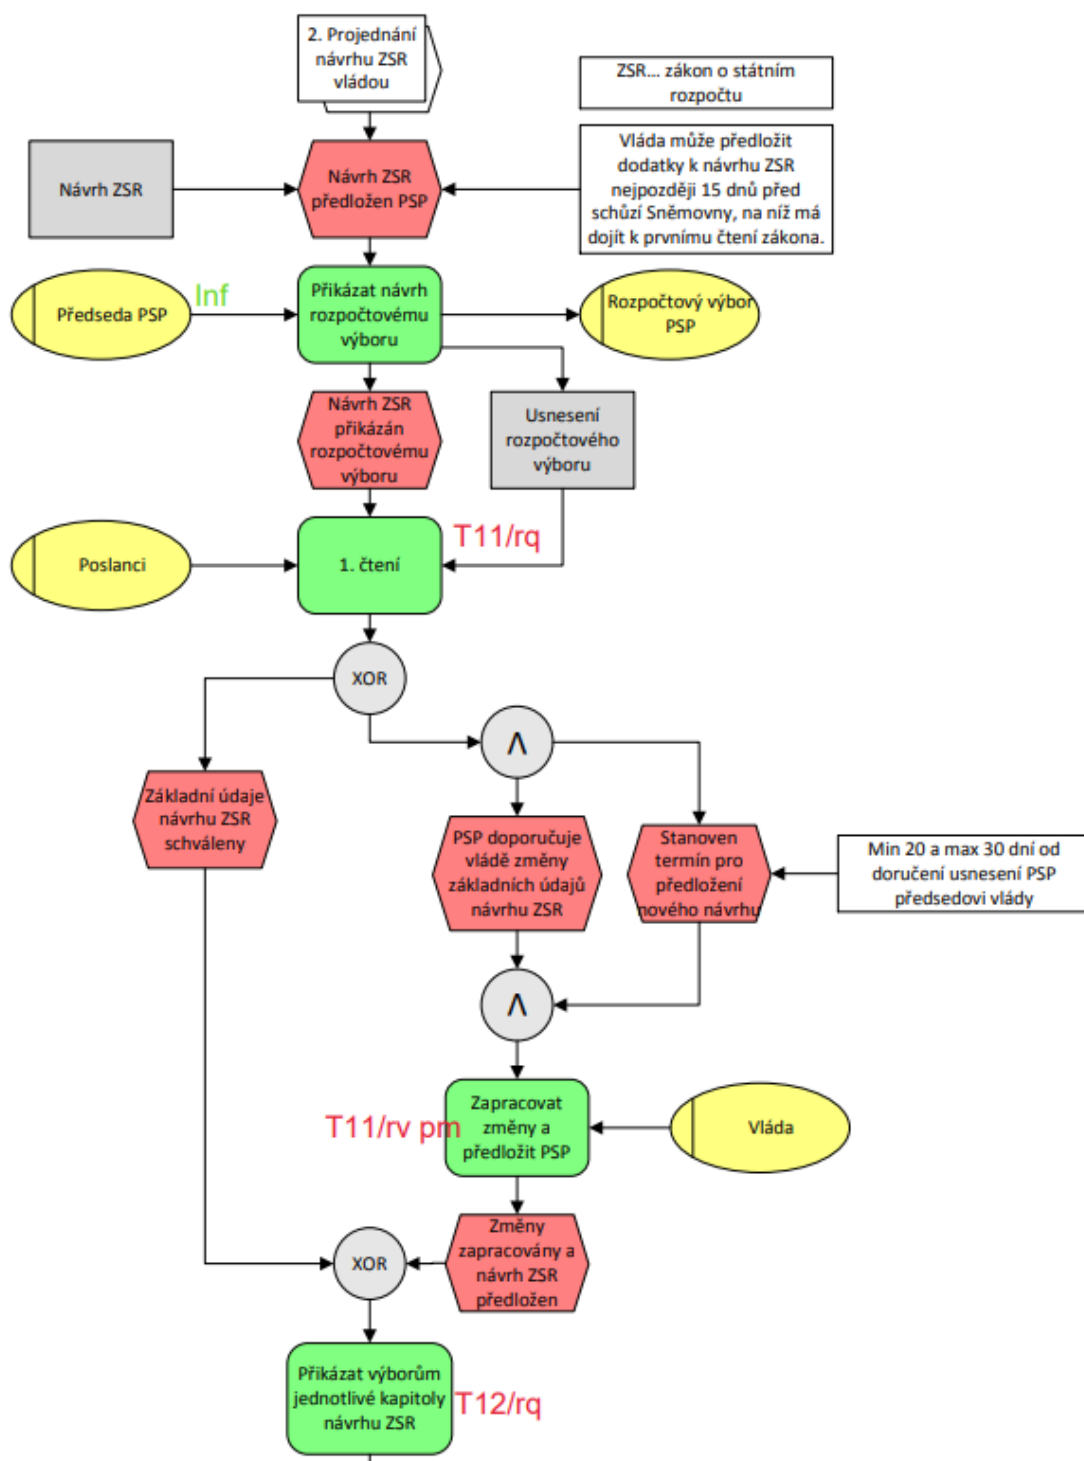 2. Projednání
návrhu ZSR
vládou
ZSR... zákon o státním
rozpočtu
Návrh ZSR
Návrh ZSR
předložen PSP
Vláda může předložit
dodatky k návrhu ZSR
nejpozději 15 dnů před
schůzí Sněmovny, na níž má
dojít k prvnímu čtení zákona.
Předseda PSP
Inf
Přikázat návrh
rozpočtovému
výboru
Rozpočtový výbor
PSP
Návrh ZSR
přikázán
rozpočtovému
výboru
Usnesení
rozpočtového
výboru
T11/rq
Poslanci
1. čtení
XOR
Λ
Základní údaje
návrhu ZSR
schváleny
PSP doporučuje
vládě změny
základních údajů
návrhu ZSR
Stanoven
termín pro
předložení
nového návrhu
Min 20 a max 30 dní od
doručení usnesení PSP
předsedovi vlády
Λ
T11/rv pm
Zapracovat
změny a
předložit PSP
Vláda
XOR
Změny
zapracovány a
návrh ZSR
předložen
Přikázat výborům
jednotlivé kapitoly
návrhu ZSR
T12/rq